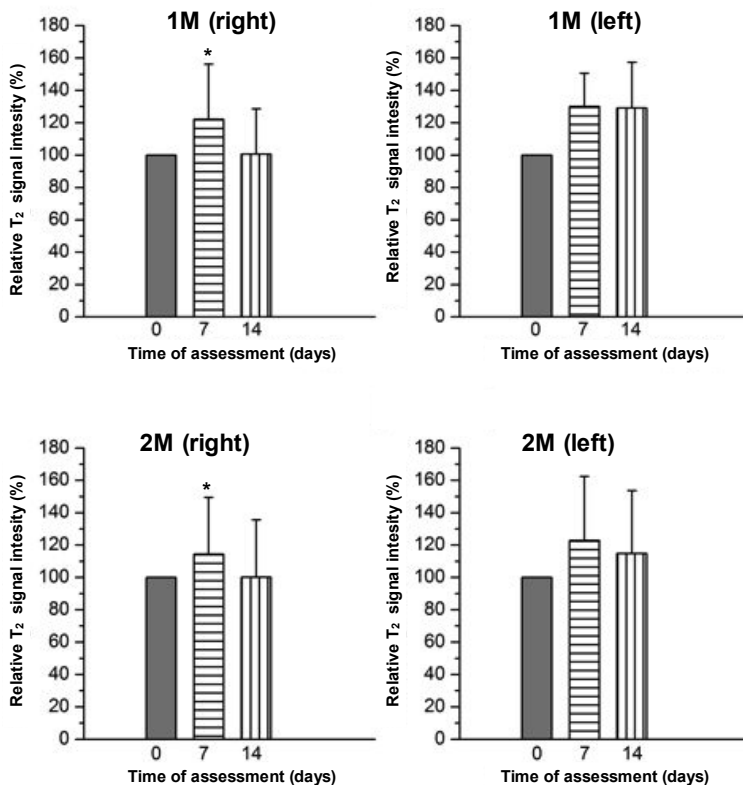 1M (right)
*
180
160
140
120
100
80
60
40
20
0
Relative T₂ signal intesity (%)
0 7 14
Time of assessment (days)
1M (left)
180
160
140
120
100
80
60
40
20
0
Relative T₂ signal intesity (%)
0 7 14
Time of assessment (days)
2M (right)
*
180
160
140
120
100
80
60
40
20
0
Relative T₂ signal intesity (%)
0 7 14
Time of assessment (days)
2M (left)
180
160
140
120
100
80
60
40
20
0
Relative T₂ signal intesity (%)
0 7 14
Time of assessment (days)